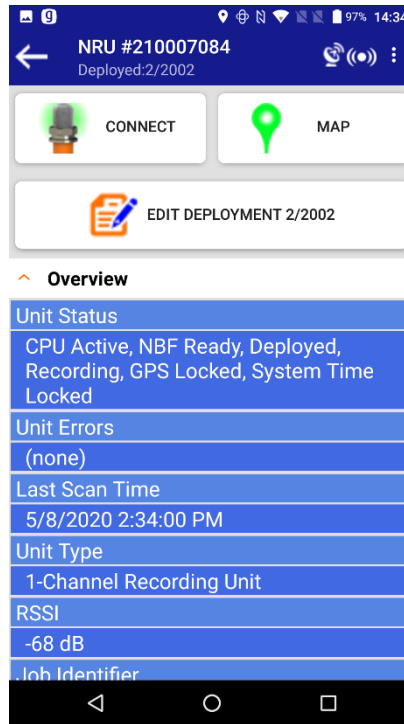 97% 14:34
NRU #210007084
Deployed:2/2002
CONNECT
MAP
EDIT DEPLOYMENT 2/2002
Overview
Unit Status
CPU Active, NBF Ready, Deployed,
Recording, GPS Locked, System Time
Locked
Unit Errors
(none)
Last Scan Time
5/8/2020 2:34:00 PM
Unit Type
1-Channel Recording Unit
RSSI
-68 dB
Job Identifier